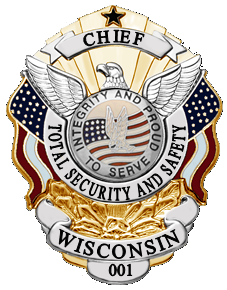 CHIEF
INTEGRITY AND PROUD
TO SERVE
TOTAL SECURITY AND SAFETY
WISCONSIN
001